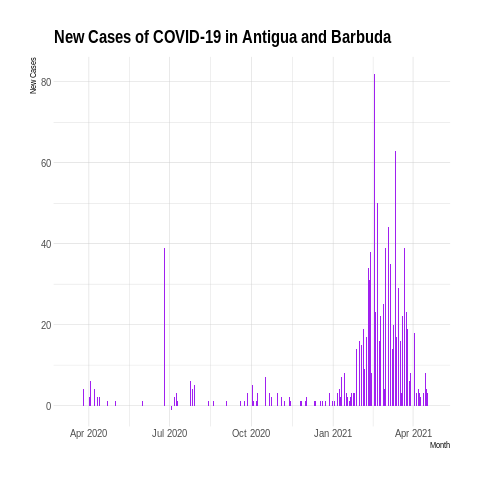 New Cases of COVID-19 in Antigua and Barbuda
New Cases
80
60
40
20
0
Apr 2020 Jul 2020 Oct 2020 Jan 2021 Apr 2021
Month